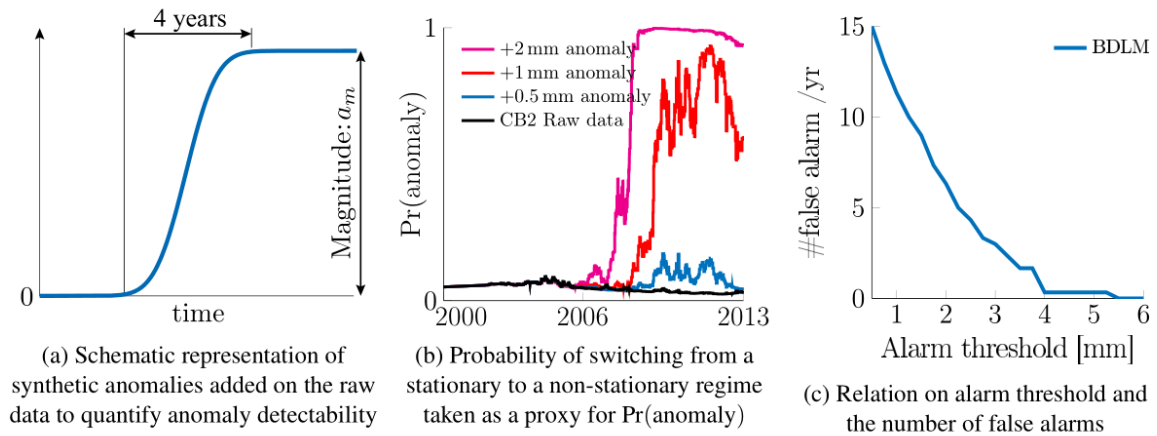 4 years
Magnitude: aₘ
0
time
(a) Schematic representation of
synthetic anomalies added on the raw
data to quantify anomaly detectability
1
+2 mm anomaly
+1 mm anomaly
+0.5 mm anomaly
CB2 Raw data
Pr(anomaly)
0
2000 2006 2013
(b) Probability of switching from a
stationary to a non-stationary regime
taken as a proxy for Pr(anomaly)
15
BDLM
10
#false alarm /yr
5
0
1 2 3 4 5 6
Alarm threshold [mm]
(c) Relation on alarm threshold and
the number of false alarms